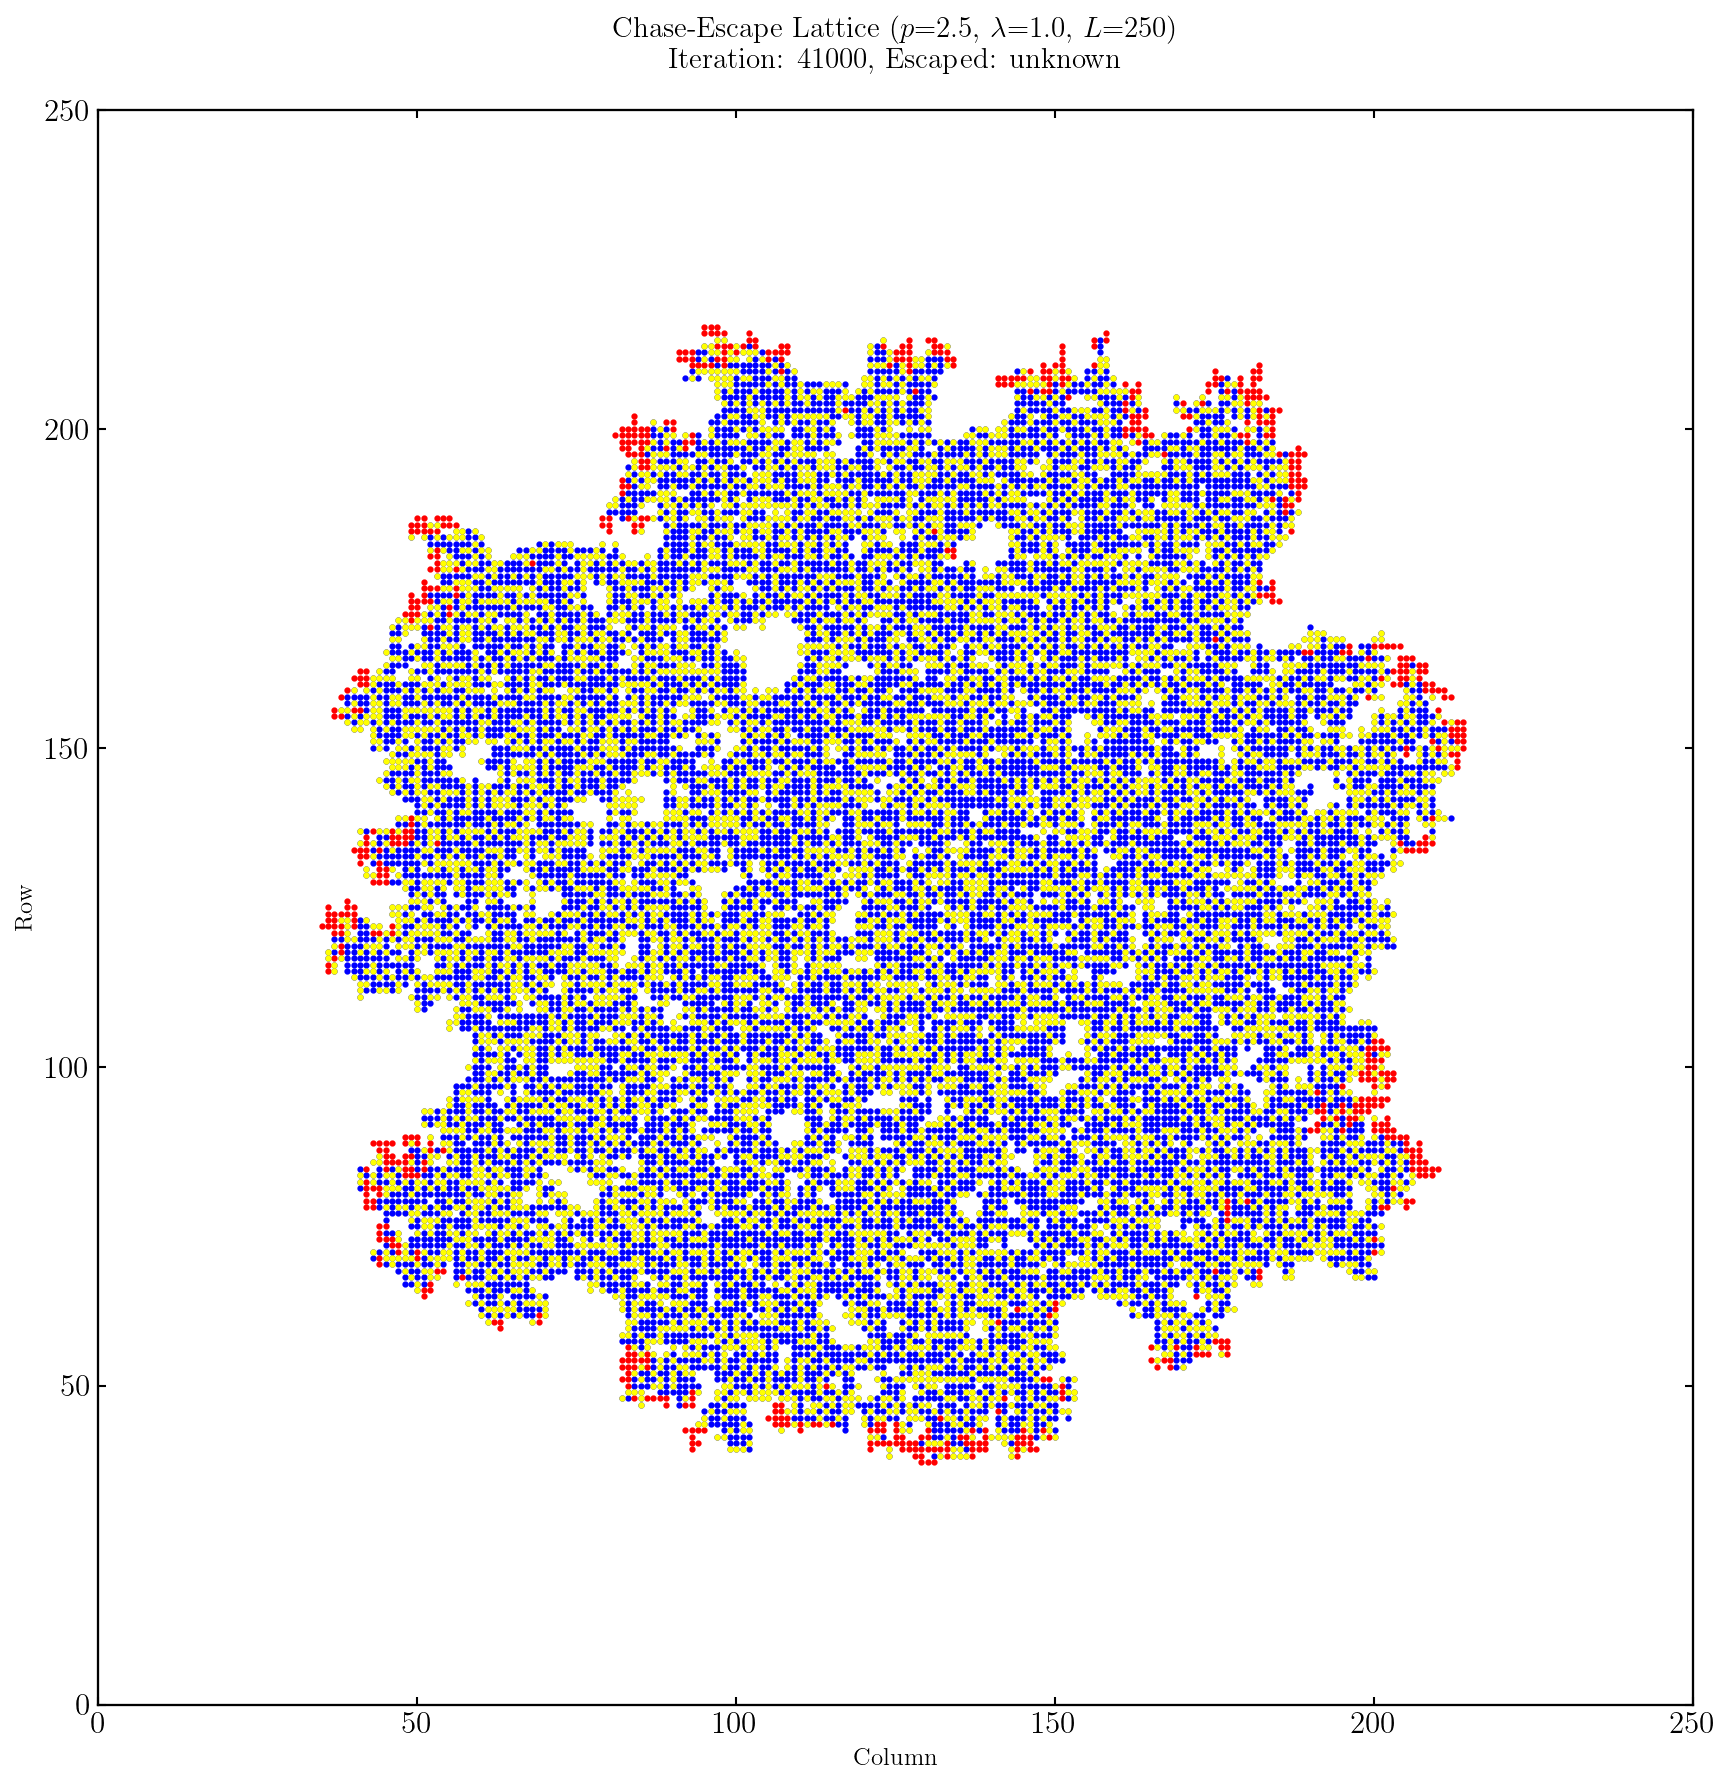 Chase-Escape Lattice (p=2.5, λ=1.0, L=250)
Iteration: 41000, Escaped: unknown
250
200
150
100
50
0
Row
0 50 100 150 200 250
Column